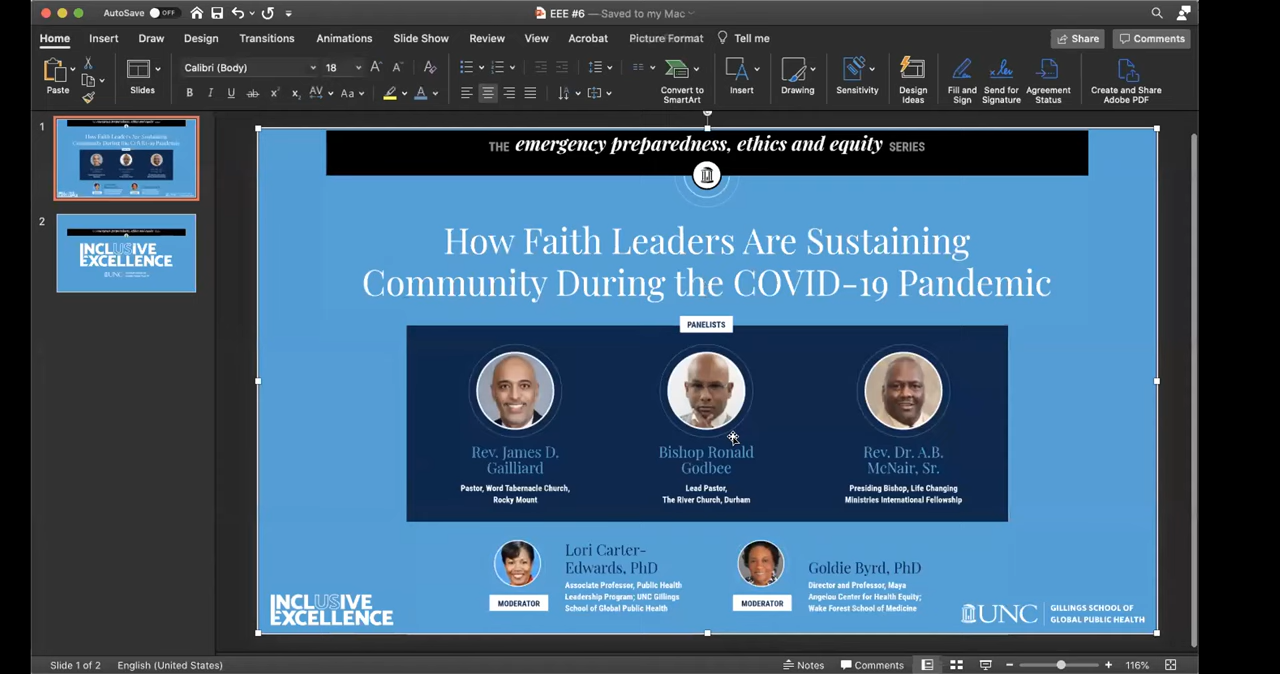 AutoSave OFF
EEE #6 — Saved to my Mac
Home Insert Draw Design Transitions Animations Slide Show Review View Acrobat Picture Format Tell me
Share Comments
Calibri (Body) 18
Paste Slides Convert to SmartArt Insert Drawing Sensitivity Design Ideas Fill and Sign Send for Signature Agreement Status Create and Share Adobe PDF
1
2
INCLUSIVE
EXCELLENCE
UNC
THE emergency preparedness, ethics and equity SERIES
How Faith Leaders Are Sustaining
Community During the COVID-19 Pandemic
PANELISTS
Rev. James D.
Gailliard
Pastor, Word Tabernacle Church,
Rocky Mount
Bishop Ronald
Godbee
Lead Pastor,
The River Church, Durham
Rev. Dr. A.B.
McNair, Sr.
Presiding Bishop, Life Changing
Ministries International Fellowship
MODERATOR
Lori Carter-
Edwards, PhD
Associate Professor, Public Health
Leadership Program; UNC Gillings
School of Global Public Health
MODERATOR
Goldie Byrd, PhD
Director and Professor, Maya
Angelou Center for Health Equity;
Wake Forest School of Medicine
INCLUSIVE
EXCELLENCE
UNC GILLINGS SCHOOL OF
GLOBAL PUBLIC HEALTH
Slide 1 of 2 English (United States) Notes Comments 116%